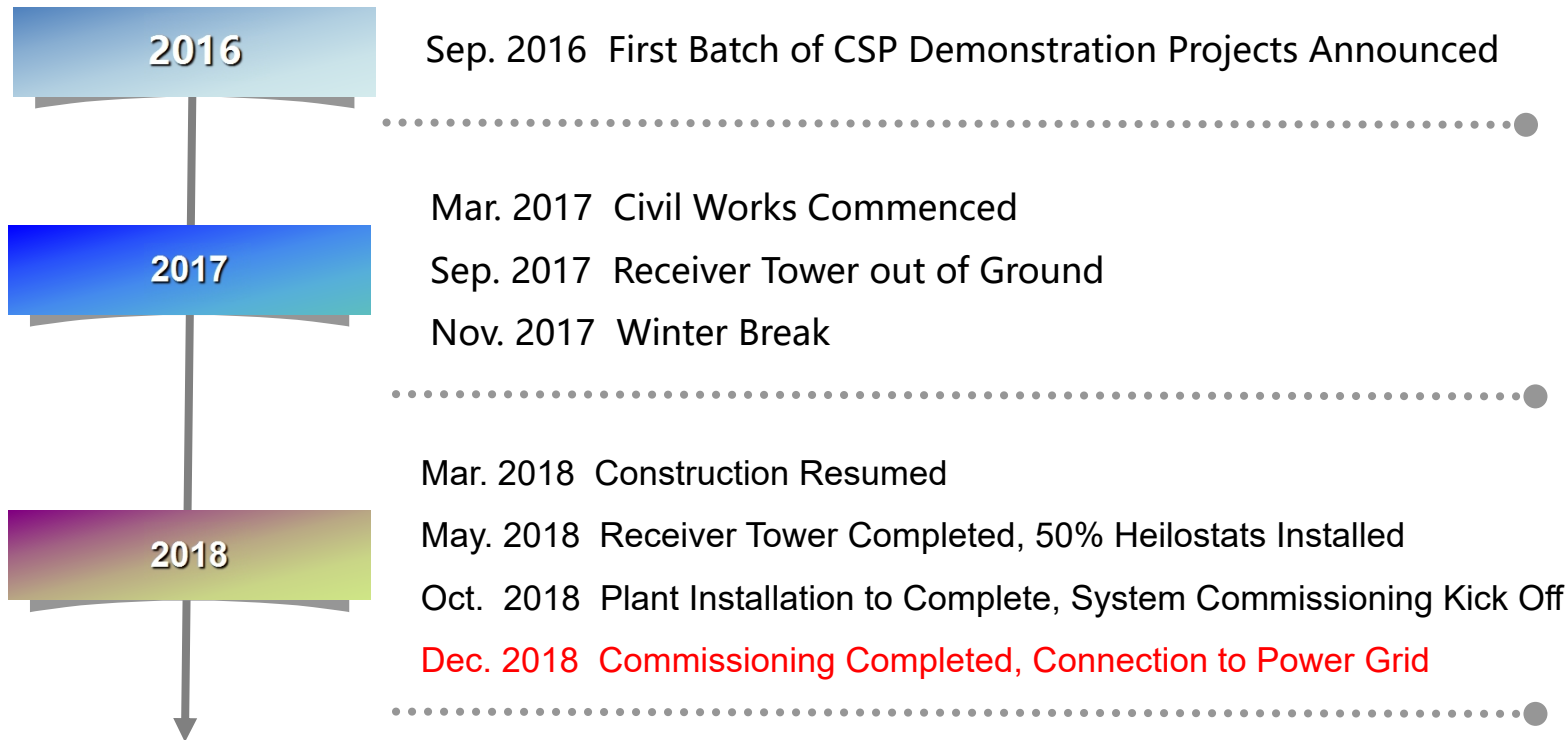 2016
Sep. 2016 First Batch of CSP Demonstration Projects Announced
2017
Mar. 2017 Civil Works Commenced
Sep. 2017 Receiver Tower out of Ground
Nov. 2017 Winter Break
2018
Mar. 2018 Construction Resumed
May. 2018 Receiver Tower Completed, 50% Heilostats Installed
Oct. 2018 Plant Installation to Complete, System Commissioning Kick Off
Dec. 2018 Commissioning Completed, Connection to Power Grid